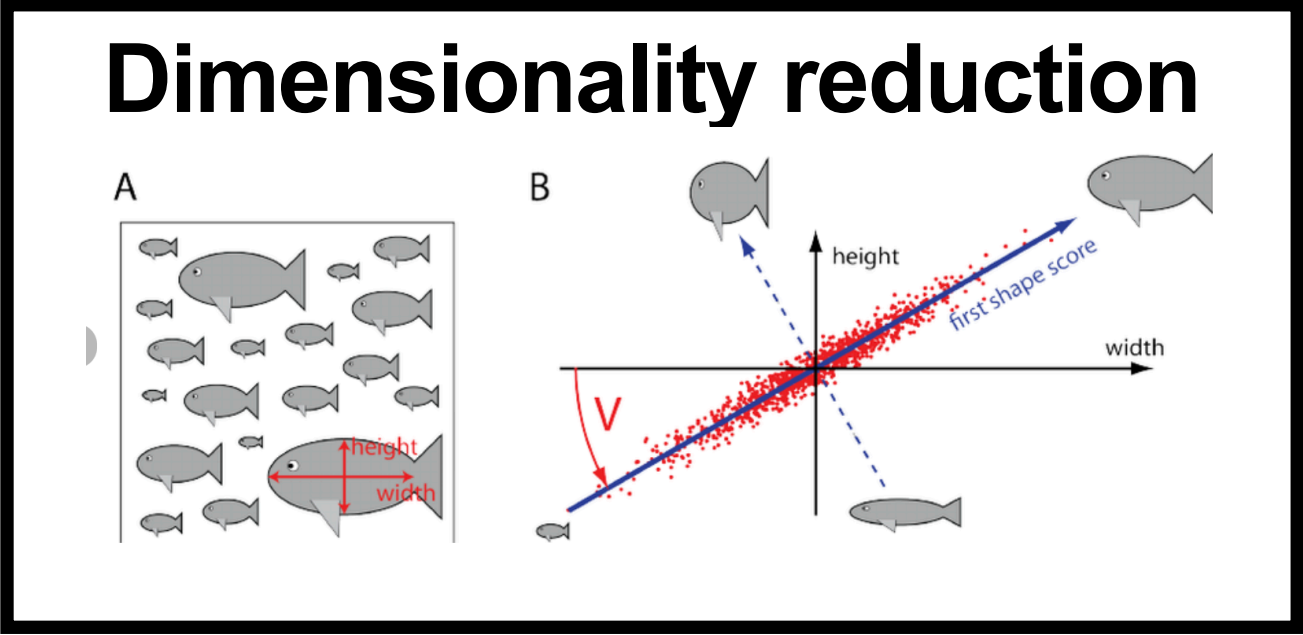 Dimensionality reduction
A
B
height
width
height
first shape score
width
V